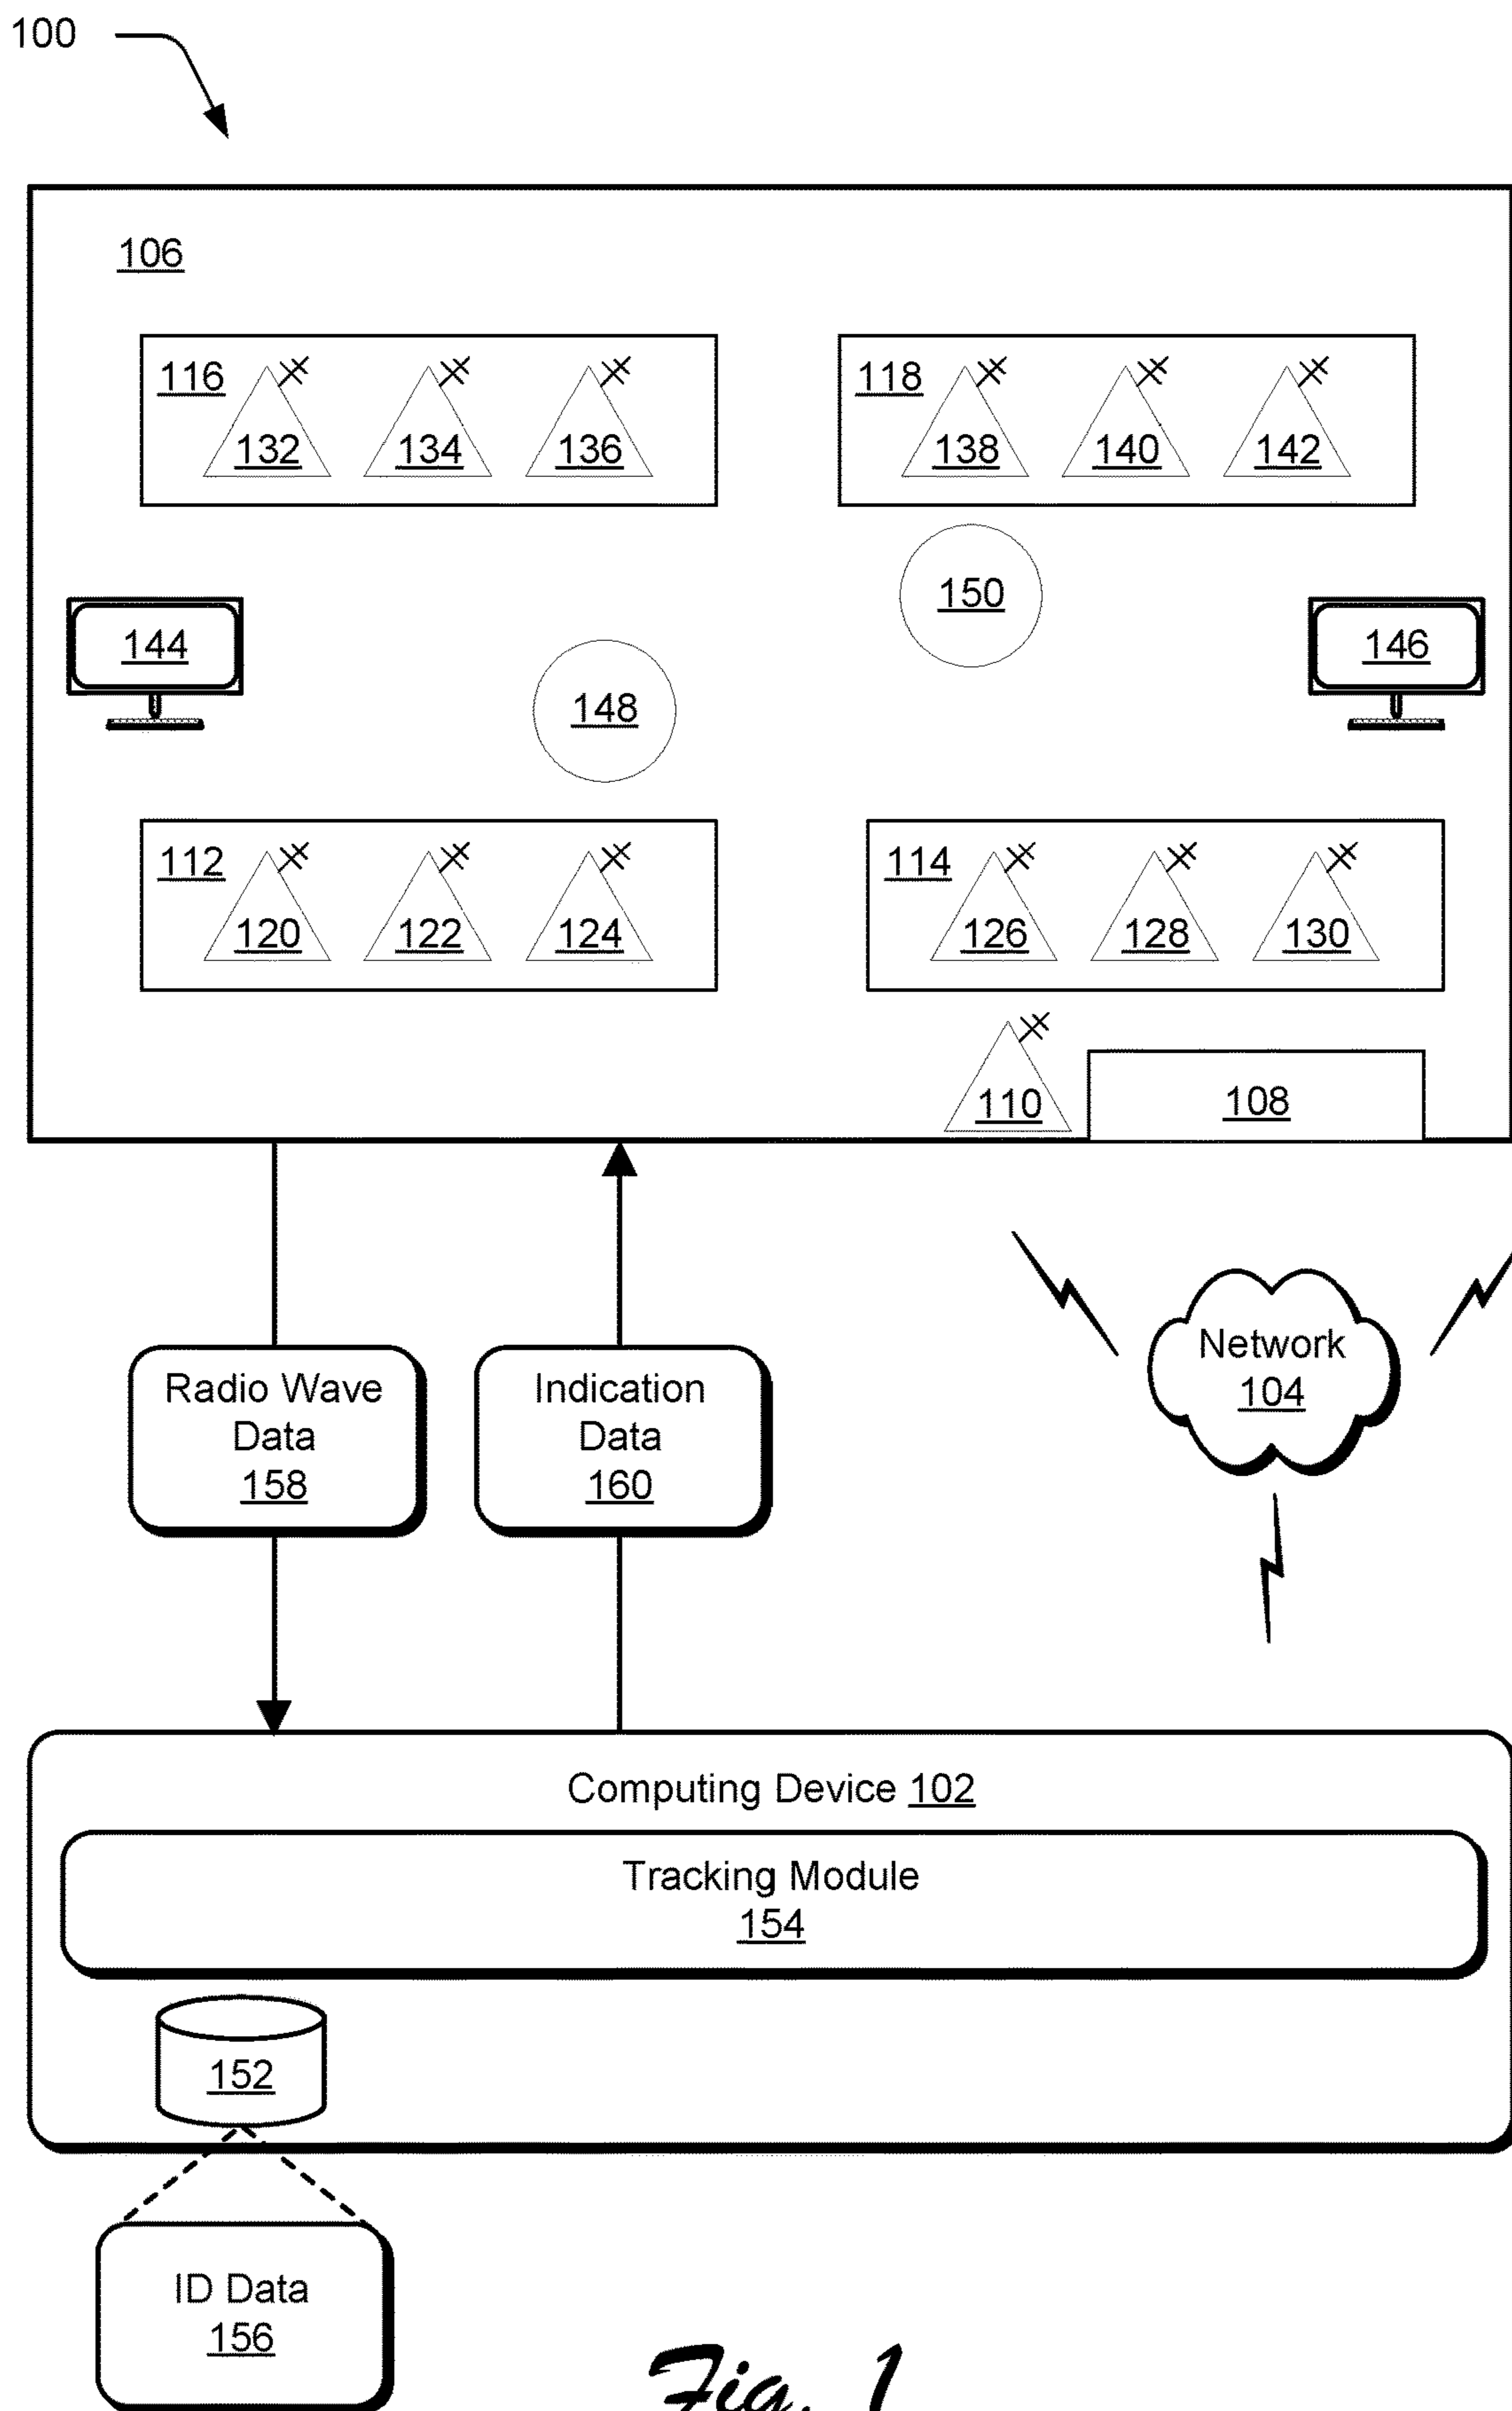 100
106
116 132 134 136
118 138 140 142
150
144
146
148
112 120 122 124
114 126 128 130
110
108
Radio Wave
Data
158
Indication
Data
160
Network
104
Computing Device 102
Tracking Module
154
152
ID Data
156
Fig. 1